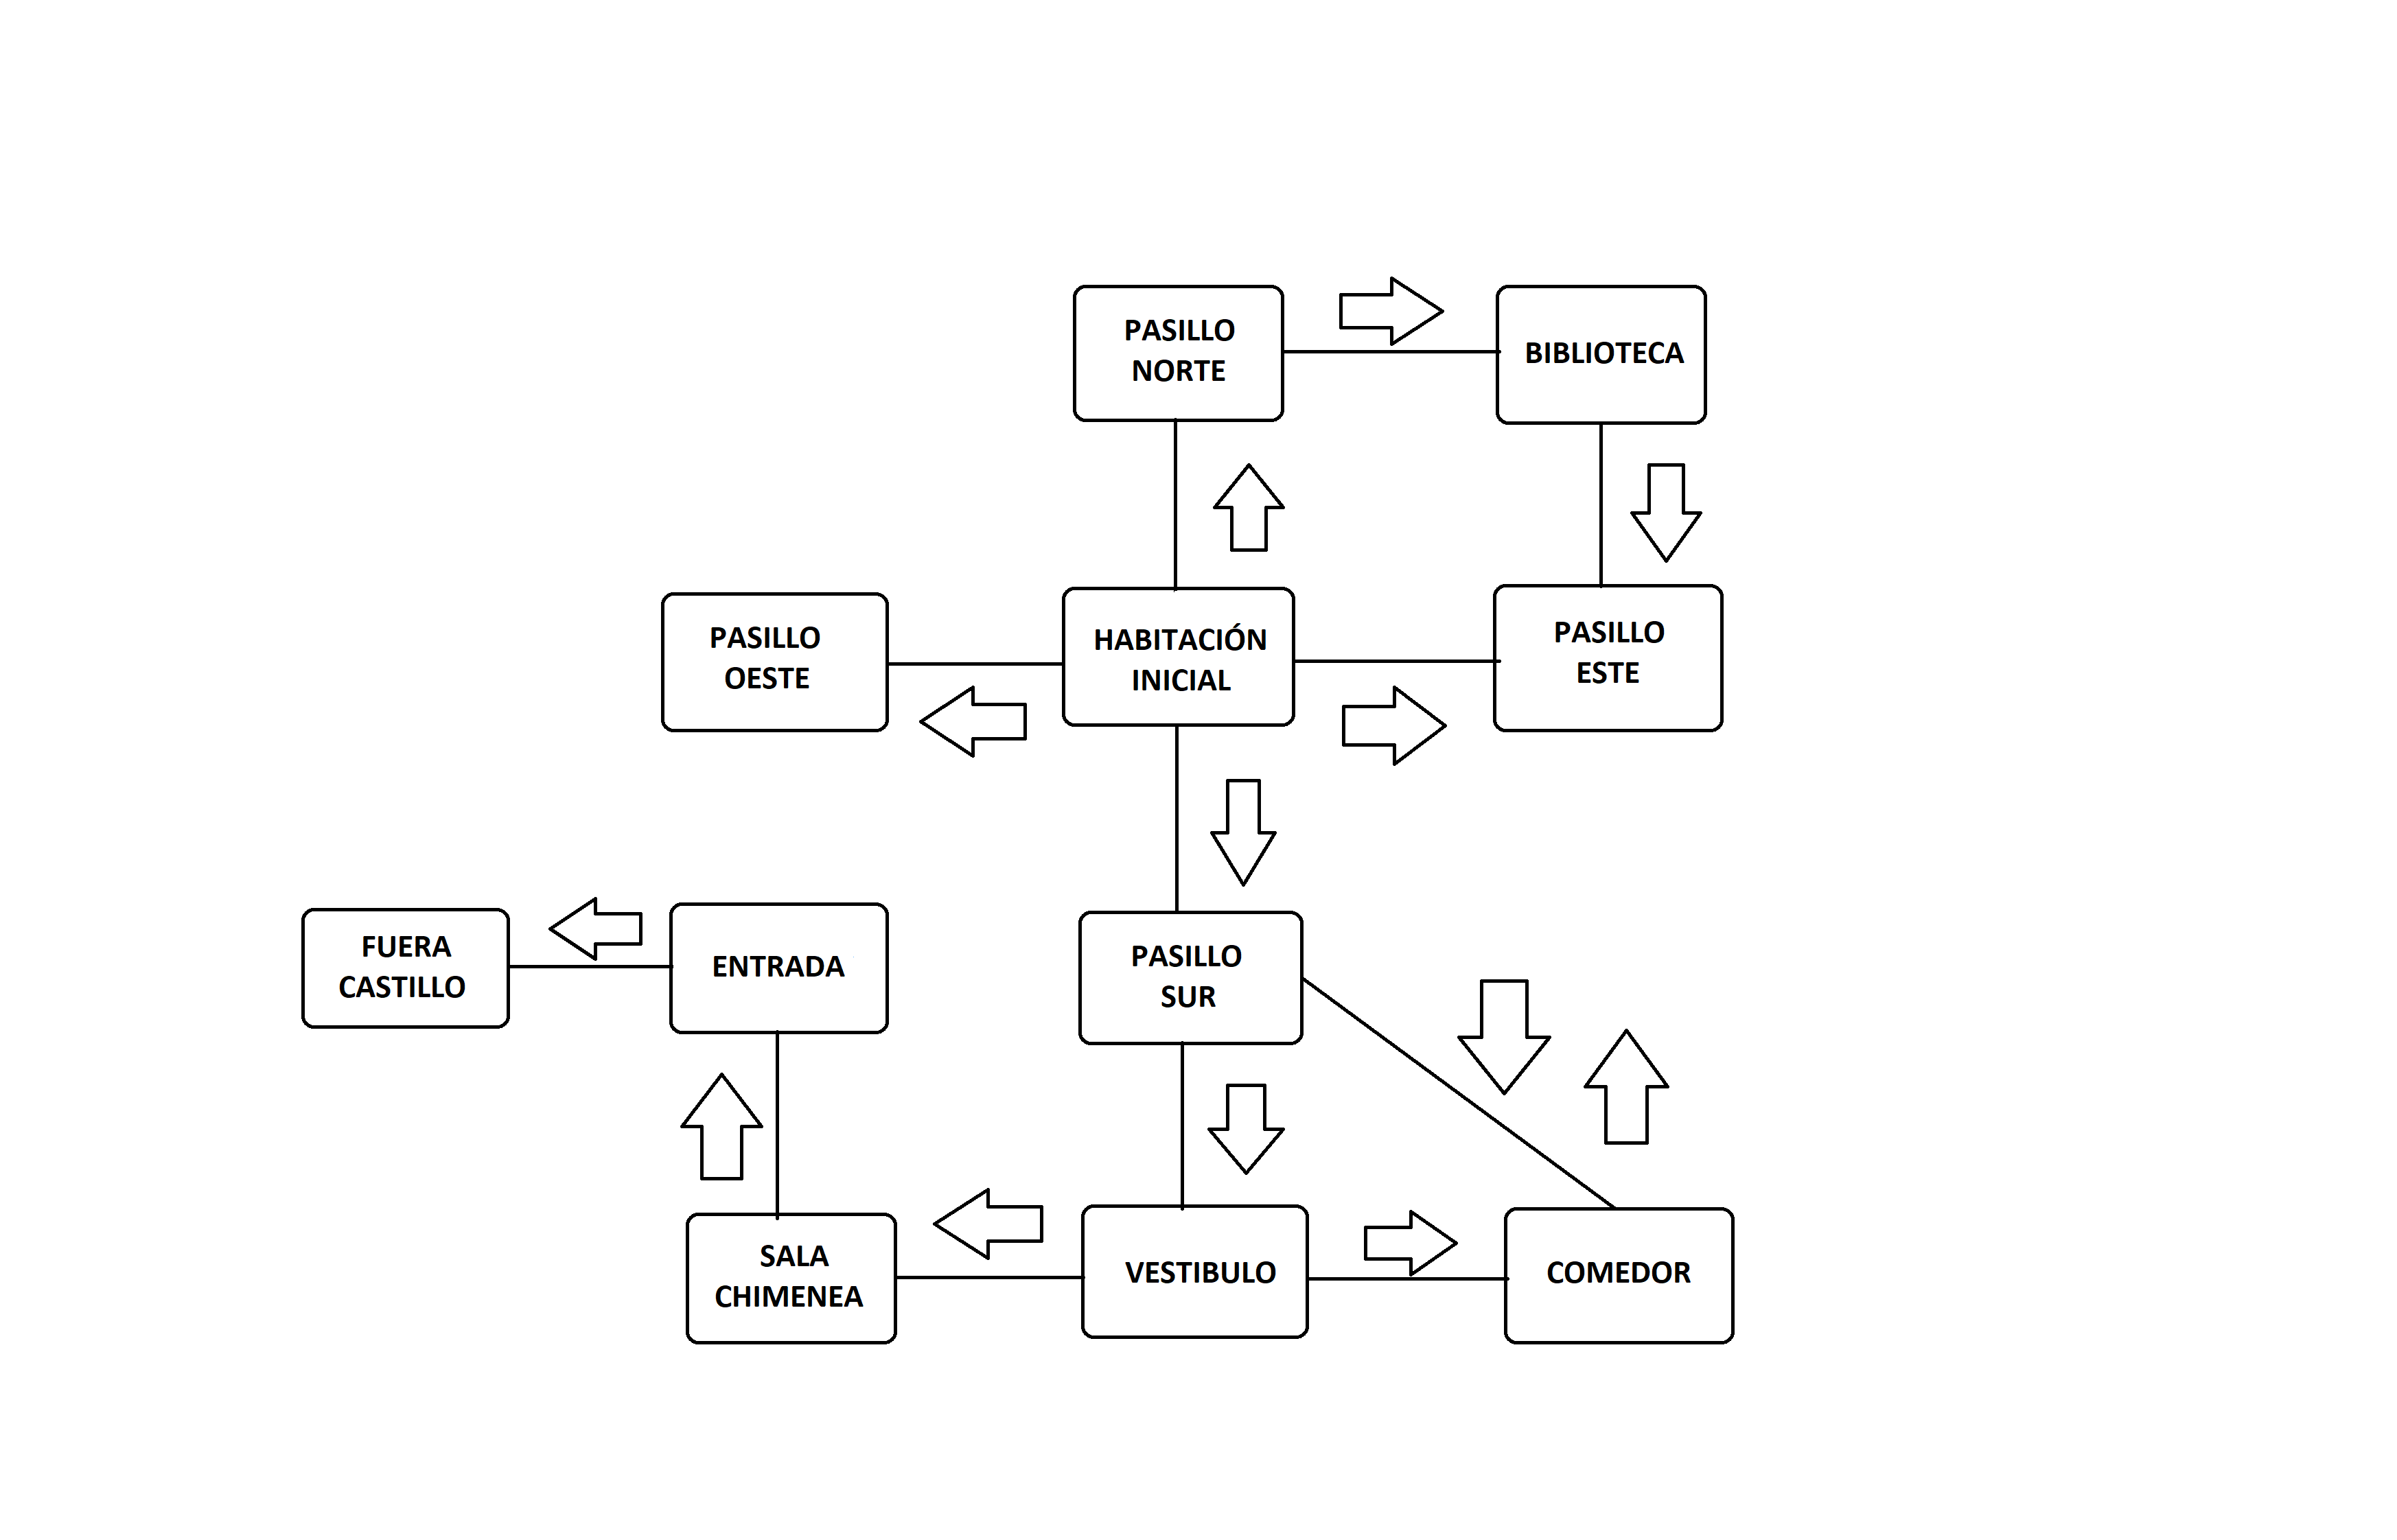 PASILLO
NORTE
BIBLIOTECA
PASILLO
OESTE
HABITACIÓN
INICIAL
PASILLO
ESTE
FUERA
CASTILLO
ENTRADA
PASILLO
SUR
SALA
CHIMENEA
VESTIBULO
COMEDOR